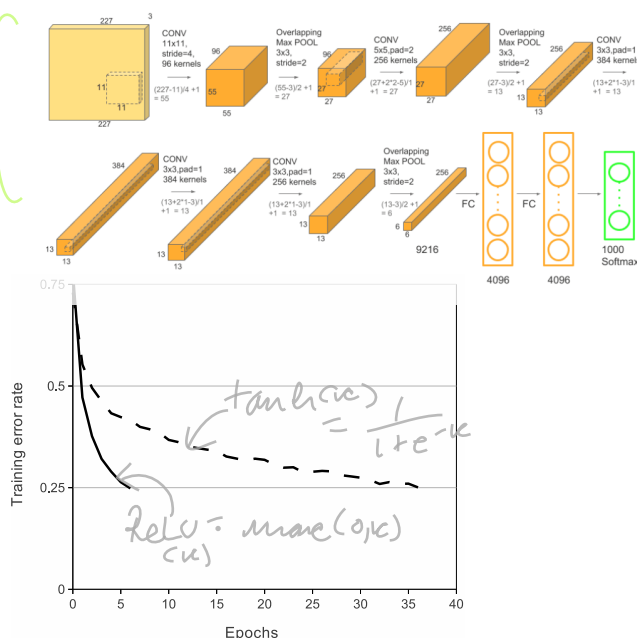 227
3
CONV
11x11,
stride=4,
96 kernels
(227-11)/4 +1
= 55
11
11
227
96
55
55
Overlapping
Max POOL
3x3,
stride=2
(55-3)/2 +1
= 27
96
27
27
CONV
5x5,pad=2
256 kernels
(27+2*2-5)/1
+1 = 27
256
27
27
Overlapping
Max POOL
3x3,
stride=2
(27-3)/2 +1
= 13
256
13
13
CONV
3x3,pad=1
384 kernels
(13+2*1-3)/1
+1 = 13
384
13
13
CONV
3x3,pad=1
384 kernels
(13+2*1-3)/1
+1 = 13
384
13
13
CONV
3x3,pad=1
256 kernels
(13+2*1-3)/1
+1 = 13
256
13
13
Overlapping
Max POOL
3x3,
stride=2
(13-3)/2 +1
= 6
256
6
6
9216
FC
4096
FC
4096
1000
Softmax
0.75
0.5
0.25
0
Training error rate
tanh(x)
= 1
1+e^-x
ReLU = max(0,x)
(x)
0 5 10 15 20 25 30 35 40
Epochs